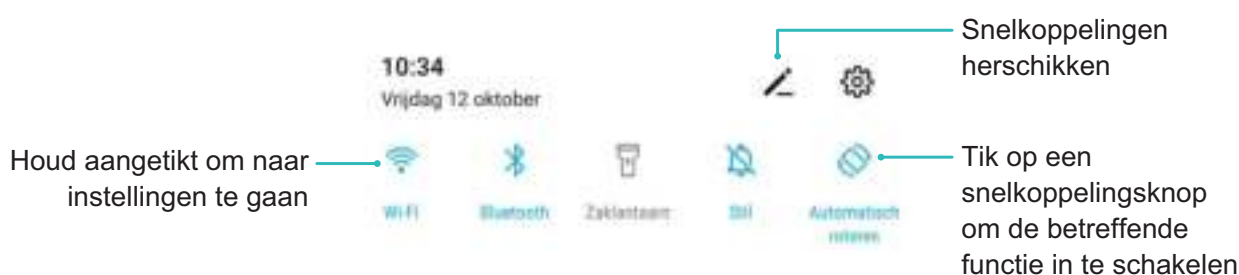 Snelkoppelingen
herschikken
10:34
Vrijdag 12 oktober
Houd aangetikt om naar
instellingen te gaan
Wi-Fi
Bluetooth
Zaklantaarn
Stil
Automatisch
roteren
Tik op een
snelkoppelingsknop
om de betreffende
functie in te schakelen